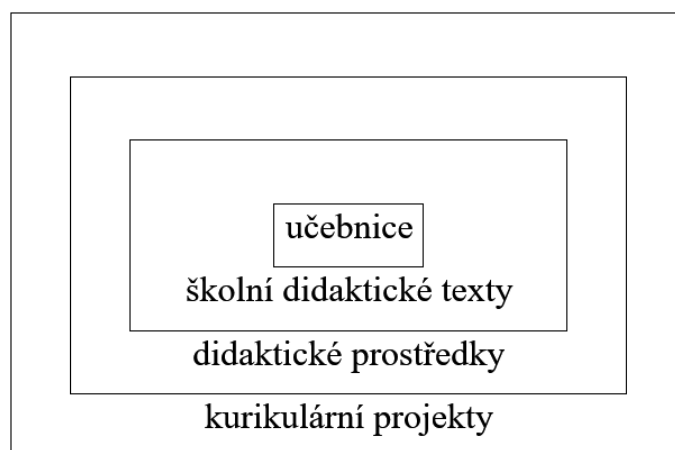 učebnice
školní didaktické texty
didaktické prostředky
kurikulární projekty